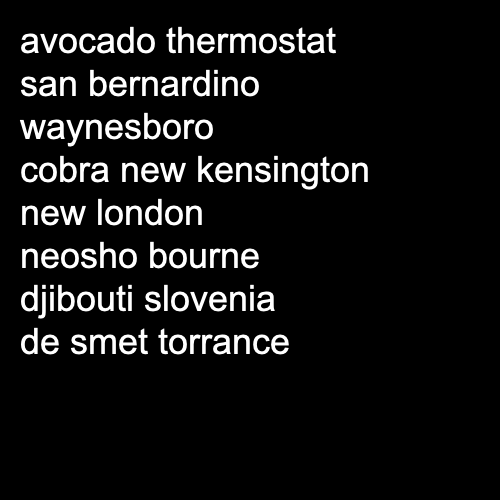 avocado thermostat
san bernardino
waynesboro
cobra new kensington
new london
neosho bourne
djibouti slovenia
de smet torrance